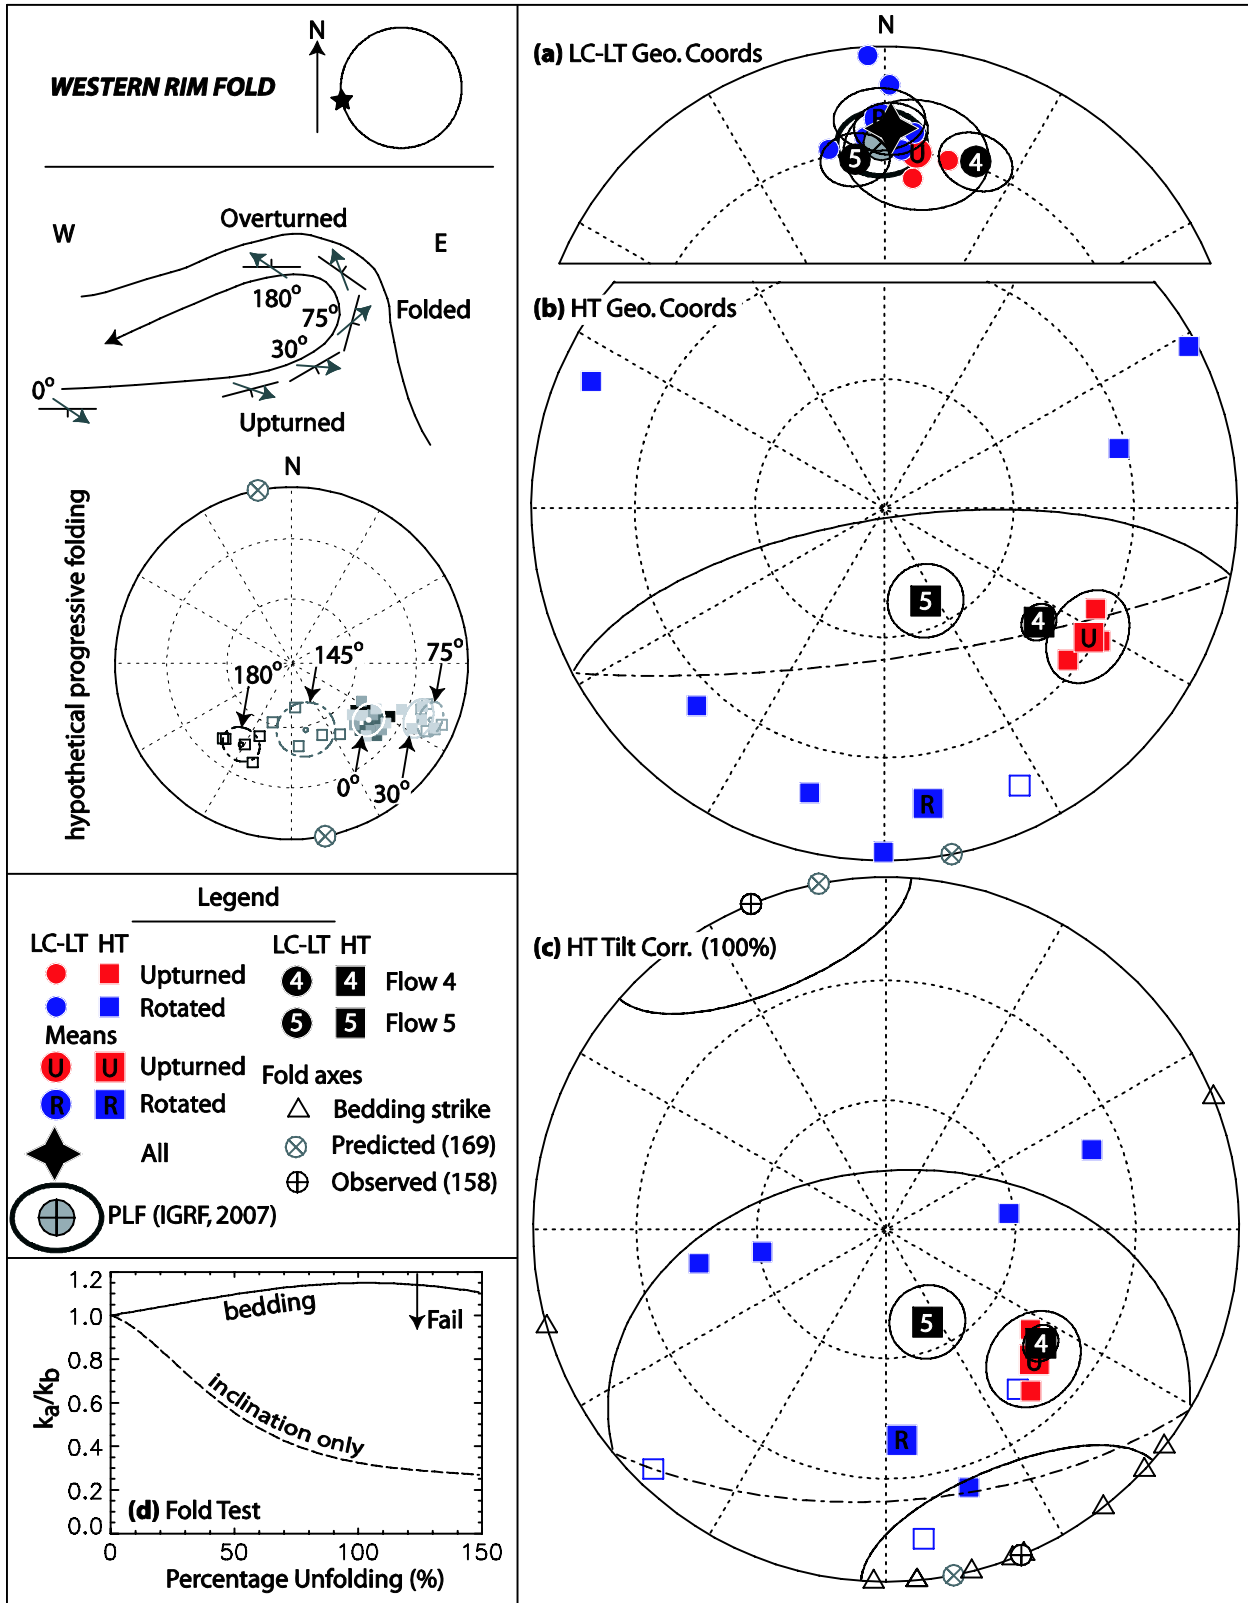 N
WESTERN RIM FOLD
Overturned
W
E
180°
75°
Folded
30°
0°
Upturned
N
hypothetical progressive folding
180°
145°
75°
0°
30°
Legend
LC-LT HT
LC-LT HT
Upturned
4 4 Flow 4
Rotated
5 5 Flow 5
Means
U U Upturned
Fold axes
R R Rotated
Bedding strike
All
Predicted (169)
Observed (158)
PLF (IGRF, 2007)
1.2
1.0
0.8
0.6
0.4
0.2
0.0
ka/kb
bedding
Fail
inclination only
(d) Fold Test
0 50 100 150
Percentage Unfolding (%)
N
(a) LC-LT Geo. Coords
R
5 U 4
(b) HT Geo. Coords
5
4
U
R
(c) HT Tilt Corr. (100%)
5
4
U
R